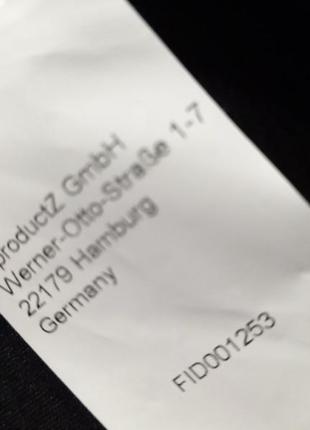 productZ GmbH
Werner-Otto-Straße 1-7
22179 Hamburg
Germany
FID001253